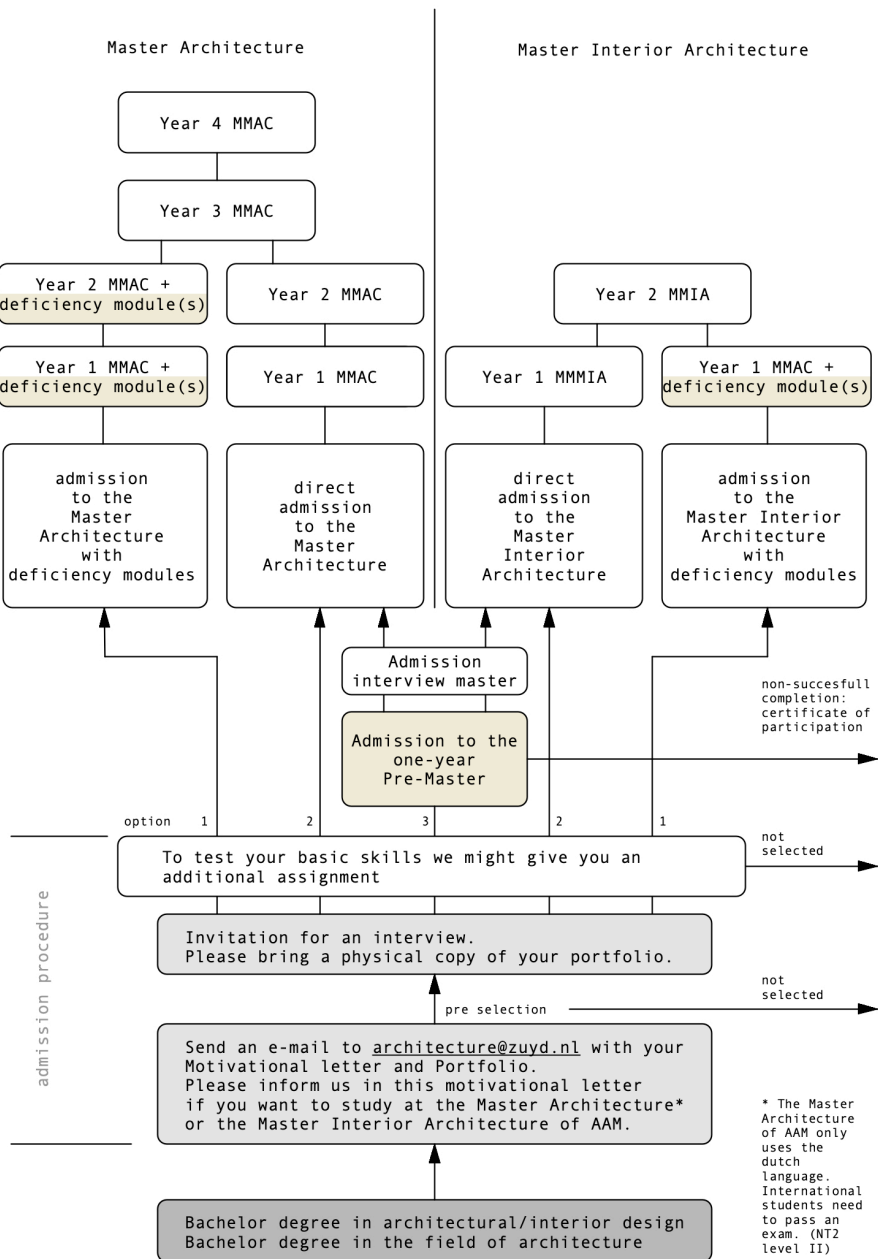 Master Architecture
Master Interior Architecture
Year 4 MMAC
Year 3 MMAC
Year 2 MMAC +
deficiency module(s)
Year 2 MMAC
Year 2 MMIA
Year 1 MMAC +
deficiency module(s)
Year 1 MMAC
Year 1 MMMIA
Year 1 MMAC +
deficiency module(s)
admission
to the
Master
Architecture
with
deficiency modules
direct
admission
to the
Master
Architecture
direct
admission
to the
Master
Interior
Architecture
admission
to the
Master Interior
Architecture
with
deficiency modules
Admission
interview master
non-succesfull
completion:
certificate of
participation
Admission to the
one-year
Pre-Master
option 1 2 3 2 1
To test your basic skills we might give you an
additional assignment
not
selected
admission procedure
Invitation for an interview.
Please bring a physical copy of your portfolio.
pre selection
not
selected
Send an e-mail to architecture@zuyd.nl with your
Motivational letter and Portfolio.
Please inform us in this motivational letter
if you want to study at the Master Architecture*
or the Master Interior Architecture of AAM.
* The Master
Architecture
of AAM only
uses the
dutch
language.
International
students need
to pass an
exam. (NT2
level II)
Bachelor degree in architectural/interior design
Bachelor degree in the field of architecture